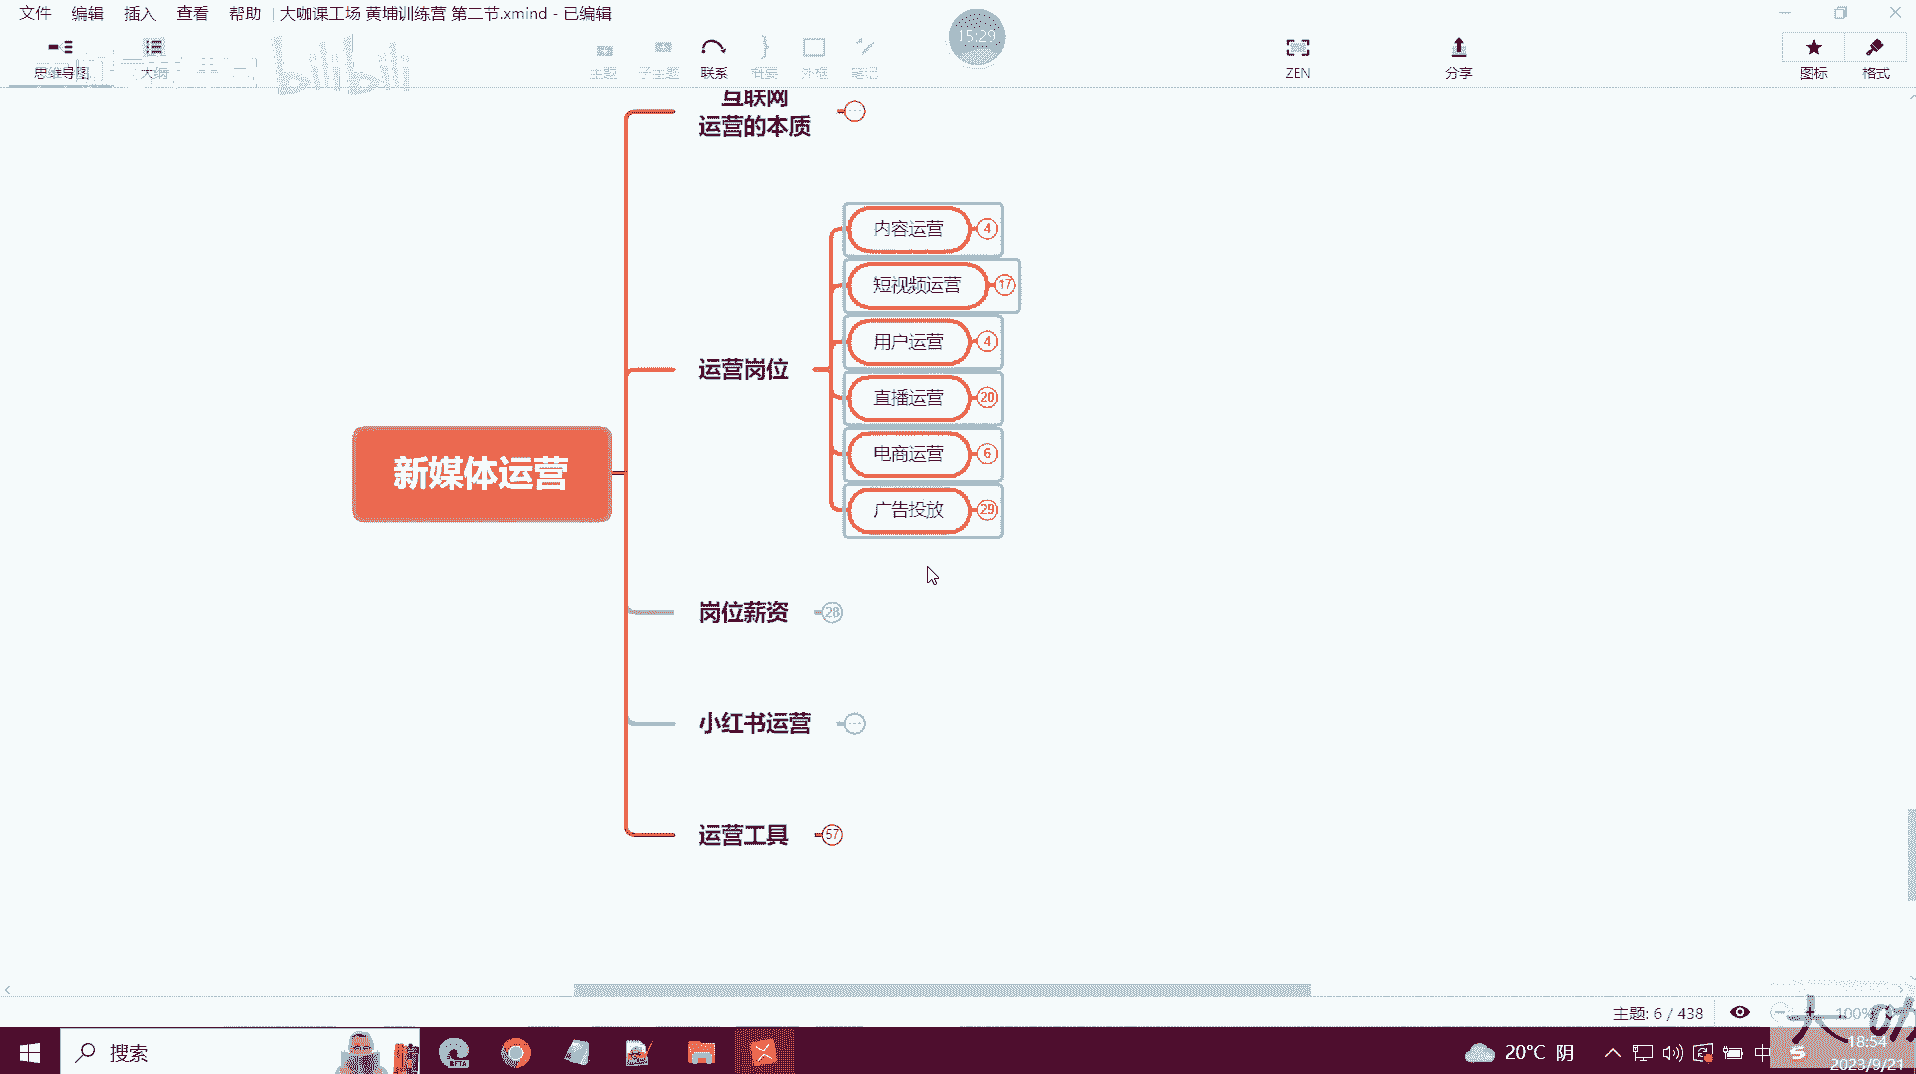 文件 编辑 插入 查看 帮助 大咖课工场 黄埔训练营 第二节.xmind - 已编辑
思维导图 大纲 主题 子主题 联系 概要 外框 笔记 15:29 ZEN 分享 图标 格式
bilibili
互联网
运营的本质
内容运营 4
短视频运营 17
用户运营 4
运营岗位
直播运营 20
电商运营 6
广告投放 29
新媒体运营
岗位薪资 28
小红书运营
运营工具 57
主题: 6 / 438 100%
搜索
BETA
20°C 阴 中
18:54
2023/9/21